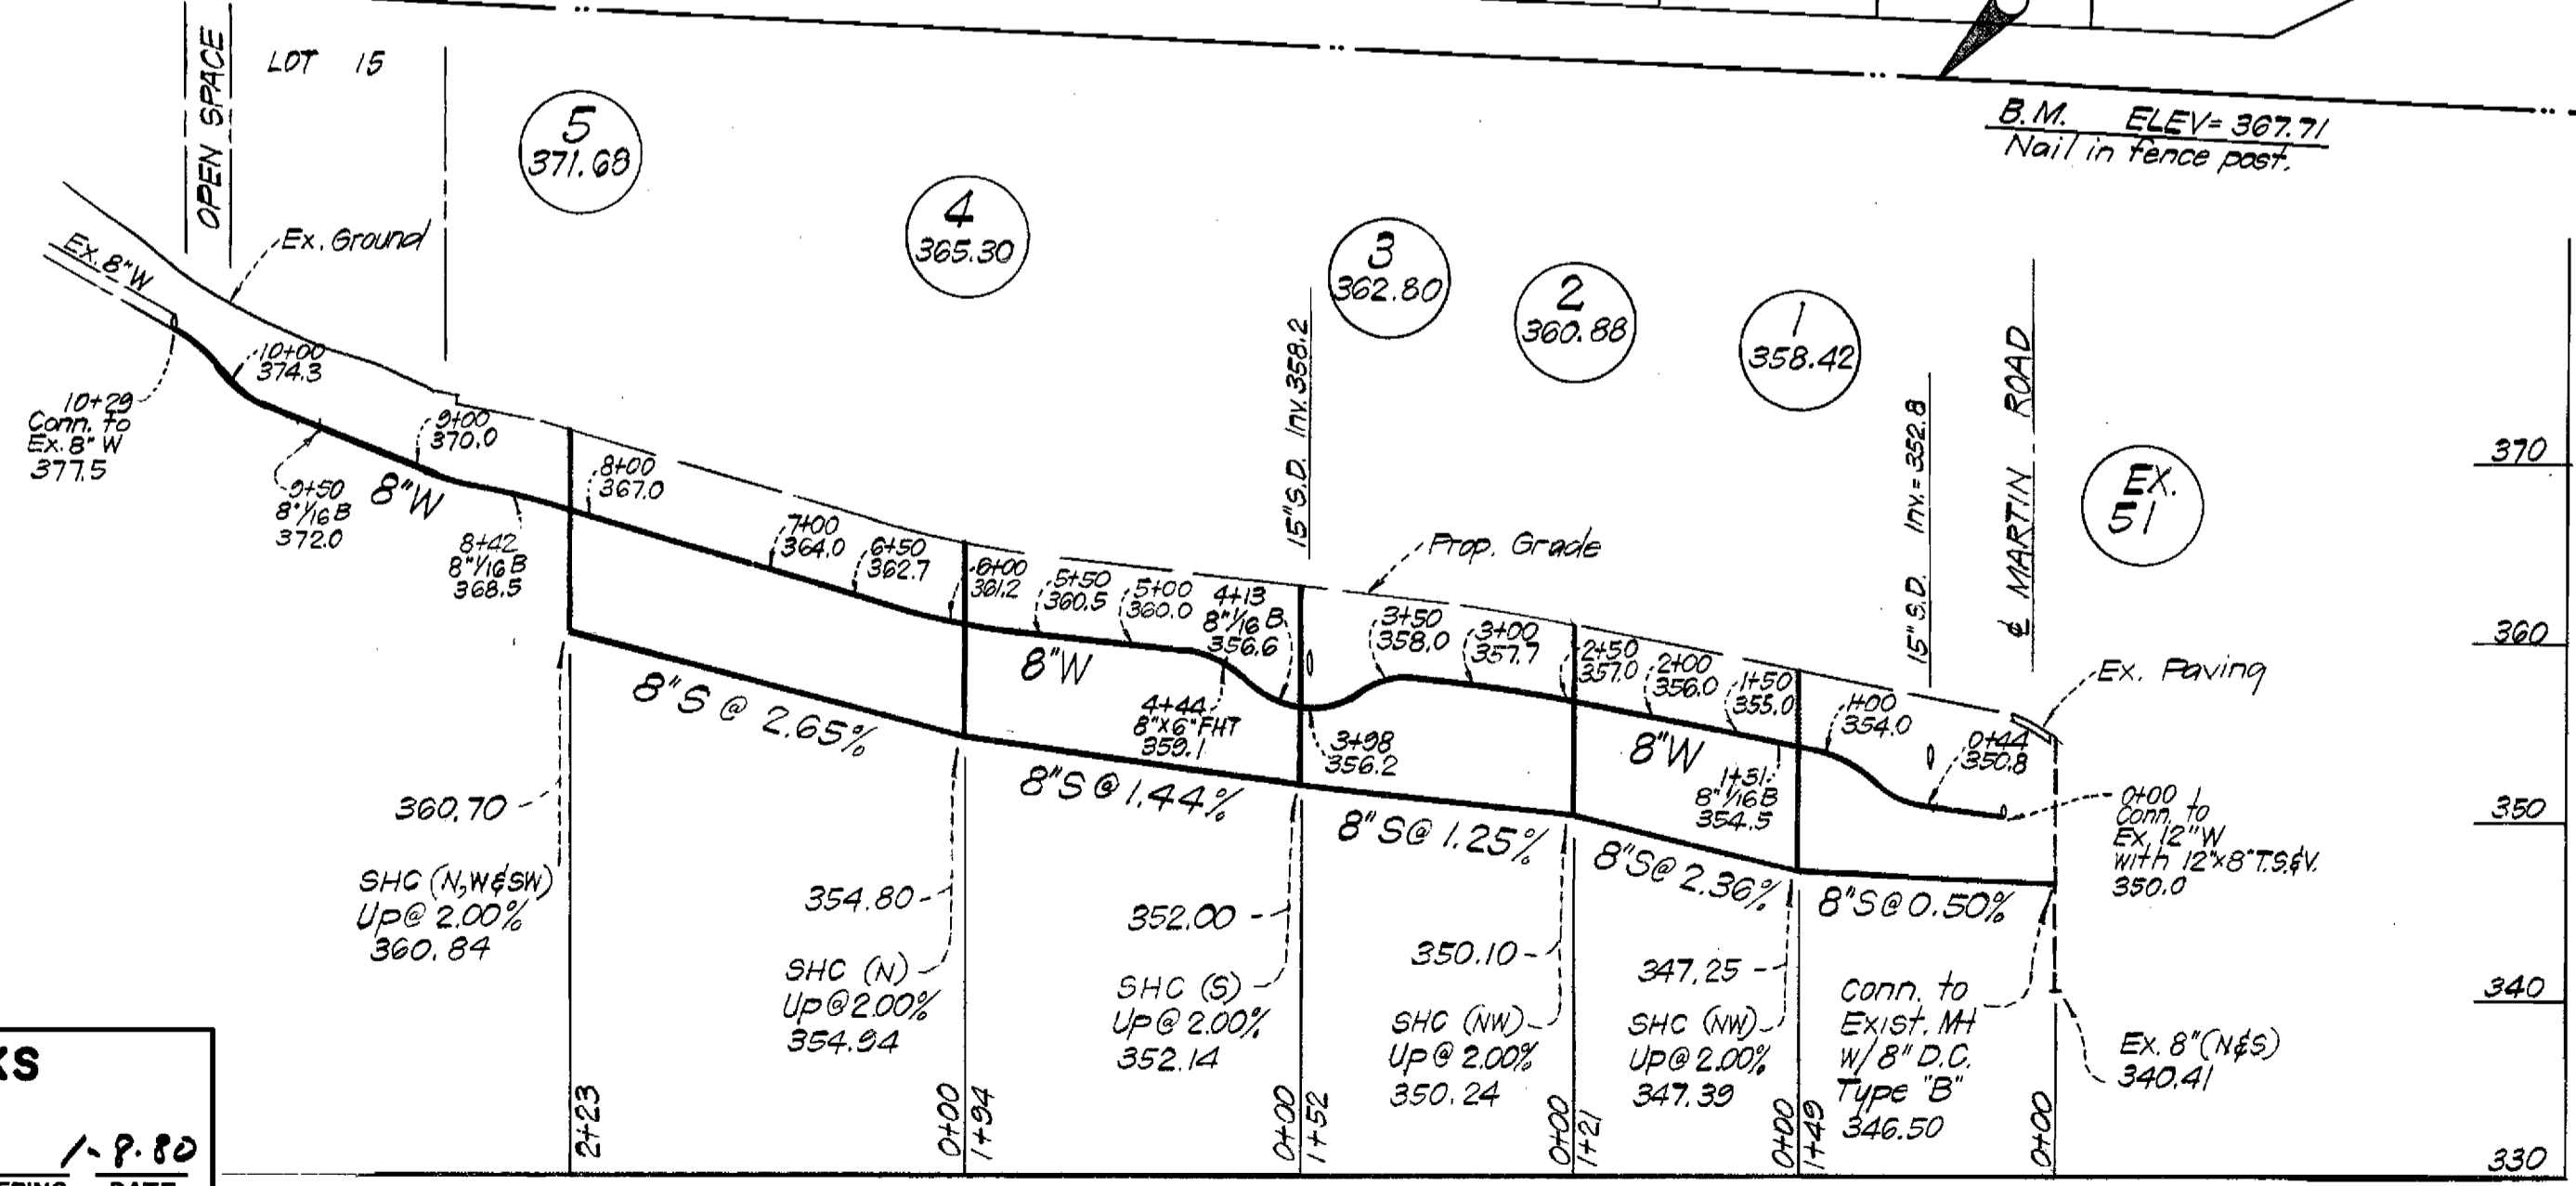 OPEN SPACE
LOT 15
B.M. ELEV= 367.71
Nail in fence post.
5
371.68
4
365.30
3
362.80
2
360.88
1
358.42
EX.
51
Ex. 8"W
Ex. Ground
10+29
Conn. to
Ex. 8" W
377.5
10+00
374.3
9+50
8" 1/16 B
372.0
9+00
370.0
8"W
8+42
8" 1/16 B
368.5
8+00
367.0
7+00
364.0
6+50
362.7
6+00
361.2
5+50
360.5
5+00
360.0
8"W
4+44
8"x6" FHT
359.1
4+13
8" 1/16 B
356.6
15" S.D. Inv. 358.2
3+98
356.2
3+50
358.0
Prop. Grade
3+00
357.7
2+50
357.0
2+00
356.0
8"W
1+50
355.0
1+31
8" 1/16 B
354.5
1+00
354.0
15" S.D. Inv.= 352.8
0+44
350.8
℄ MARTIN ROAD
Ex. Paving
0+00
Conn. to
Ex. 12"W
with 12"x8" T.S.&V.
350.0
8"S @ 2.65%
8"S @ 1.44%
8"S @ 1.25%
8"S @ 2.36%
8"S @ 0.50%
360.70
SHC (N,W&SW)
Up @ 2.00%
360.84
354.80
SHC (N)
Up @ 2.00%
354.94
352.00
SHC (S)
Up @ 2.00%
352.14
350.10
SHC (NW)
Up @ 2.00%
350.24
347.25
SHC (NW)
Up @ 2.00%
347.39
Conn. to
Exist. MH
w/ 8" D.C.
Type "B"
346.50
Ex. 8" (N&S)
340.41
2+23
0+00
1+94
0+00
1+52
0+00
1+21
0+00
1+49
0+00
370
360
350
340
330
KS
1-8-80
DATE